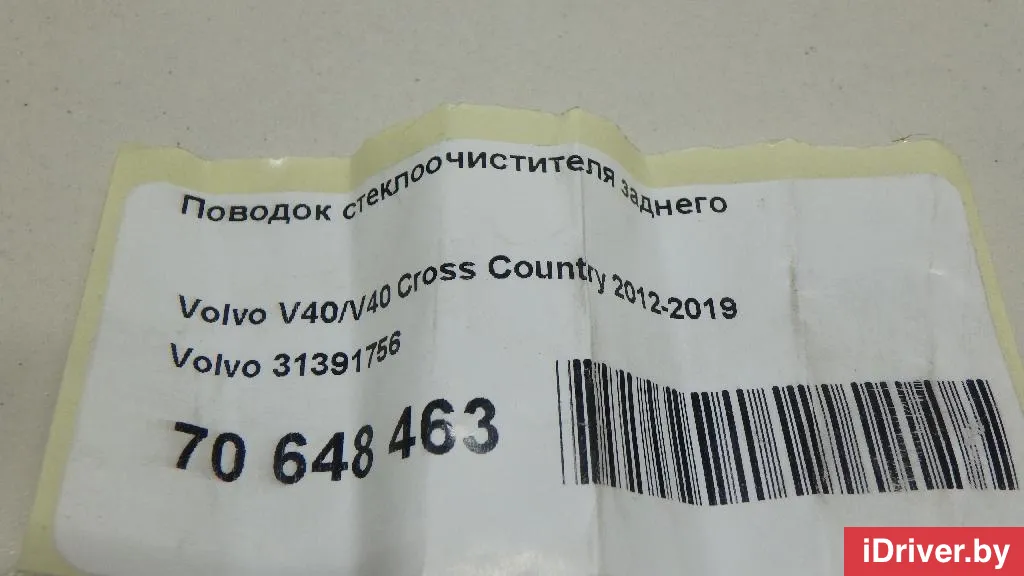 Поводок стеклоочистителя заднего
Volvo V40/V40 Cross Country 2012-2019
Volvo 31391756
70 648 463
iDriver.by